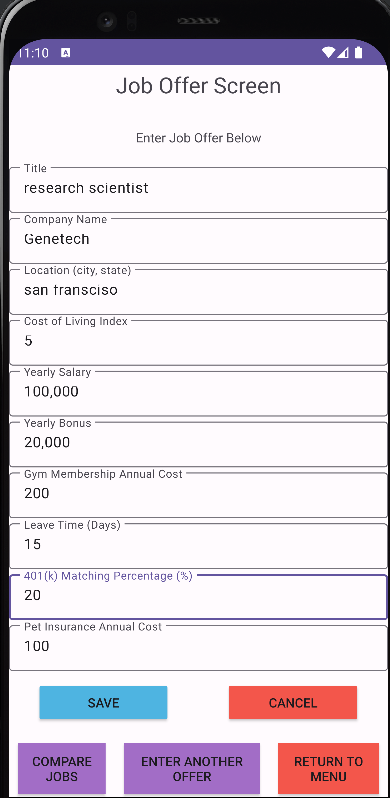 11:10 A
Job Offer Screen
Enter Job Offer Below
Title
research scientist
Company Name
Genetech
Location (city, state)
san fransciso
Cost of Living Index
5
Yearly Salary
100,000
Yearly Bonus
20,000
Gym Membership Annual Cost
200
Leave Time (Days)
15
401(k) Matching Percentage (%)
20
Pet Insurance Annual Cost
100
SAVE CANCEL
COMPARE
JOBS
ENTER ANOTHER
OFFER
RETURN TO
MENU